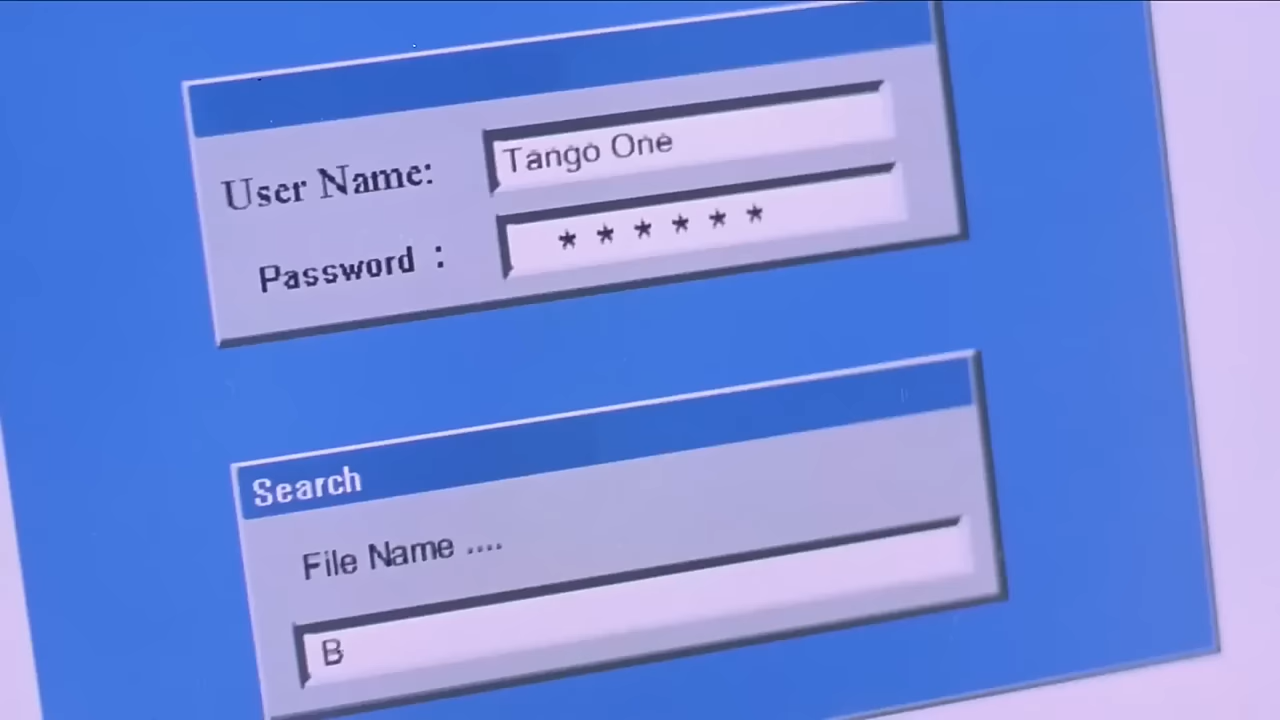 User Name: Tango One
Password : * * * * * *
Search
File Name ....
B